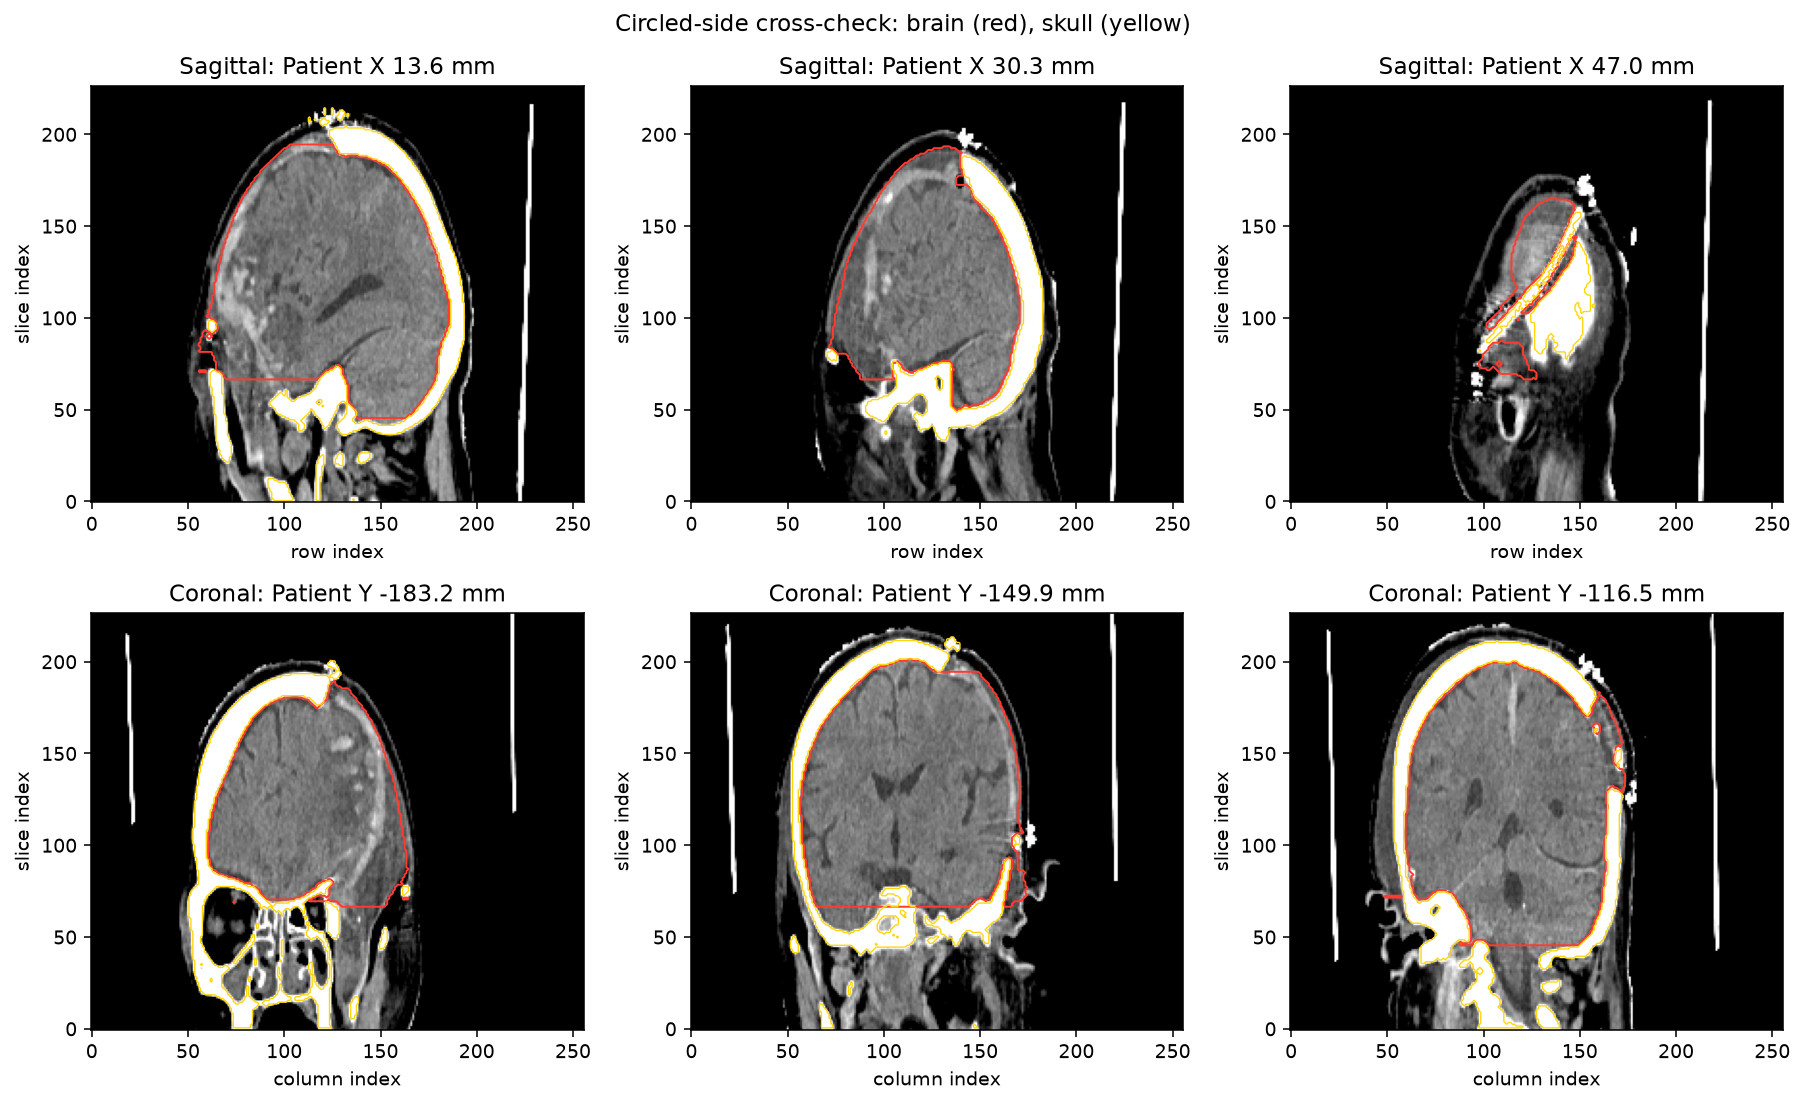 Circled-side cross-check: brain (red), skull (yellow)
Sagittal: Patient X 13.6 mm
Sagittal: Patient X 30.3 mm
Sagittal: Patient X 47.0 mm
slice index
200
150
100
50
0
0 50 100 150 200 250
row index
slice index
200
150
100
50
0
0 50 100 150 200 250
row index
slice index
200
150
100
50
0
0 50 100 150 200 250
row index
Coronal: Patient Y -183.2 mm
Coronal: Patient Y -149.9 mm
Coronal: Patient Y -116.5 mm
slice index
200
150
100
50
0
0 50 100 150 200 250
column index
slice index
200
150
100
50
0
0 50 100 150 200 250
column index
slice index
200
150
100
50
0
0 50 100 150 200 250
column index